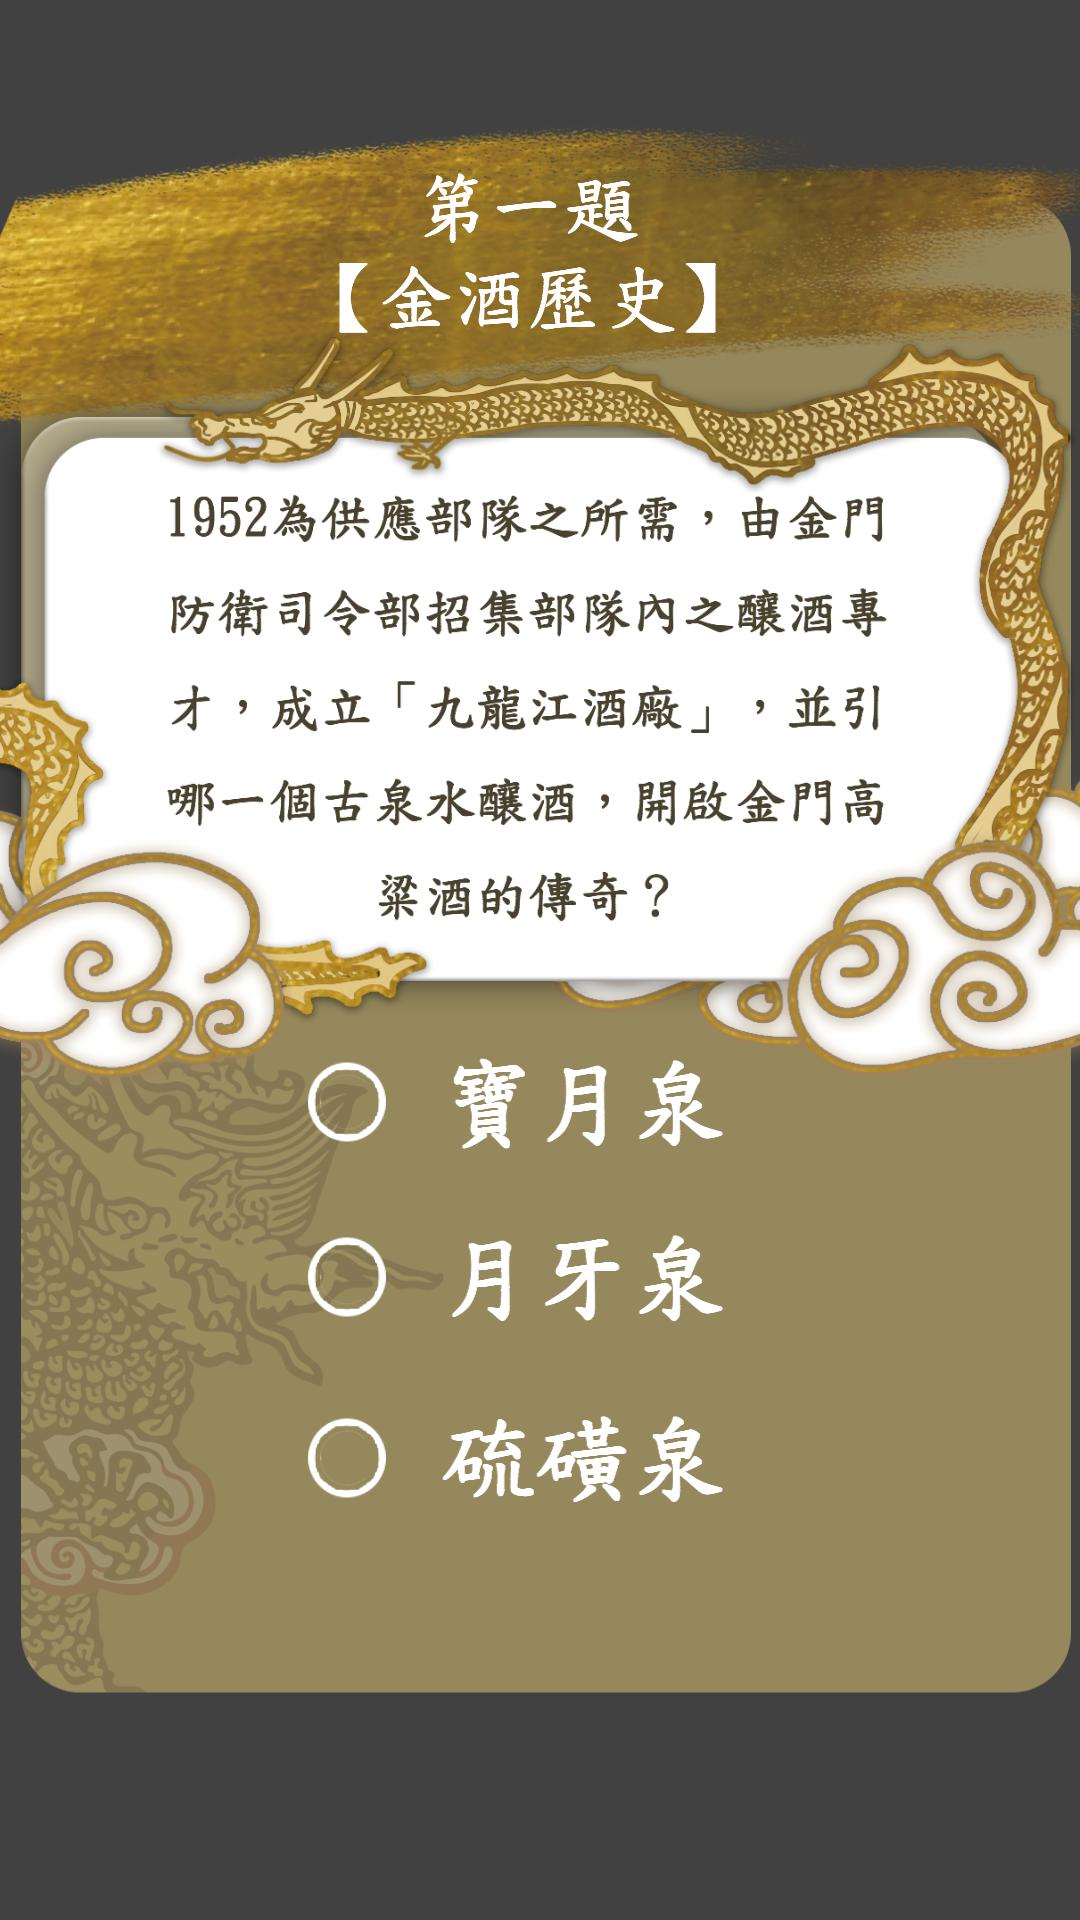 第一題
【金酒歷史】
1952為供應部隊之所需，由金門
防衛司令部招集部隊內之釀酒專
才，成立「九龍江酒廠」，並引
哪一個古泉水釀酒，開啟金門高
粱酒的傳奇？
寶月泉
月牙泉
硫磺泉